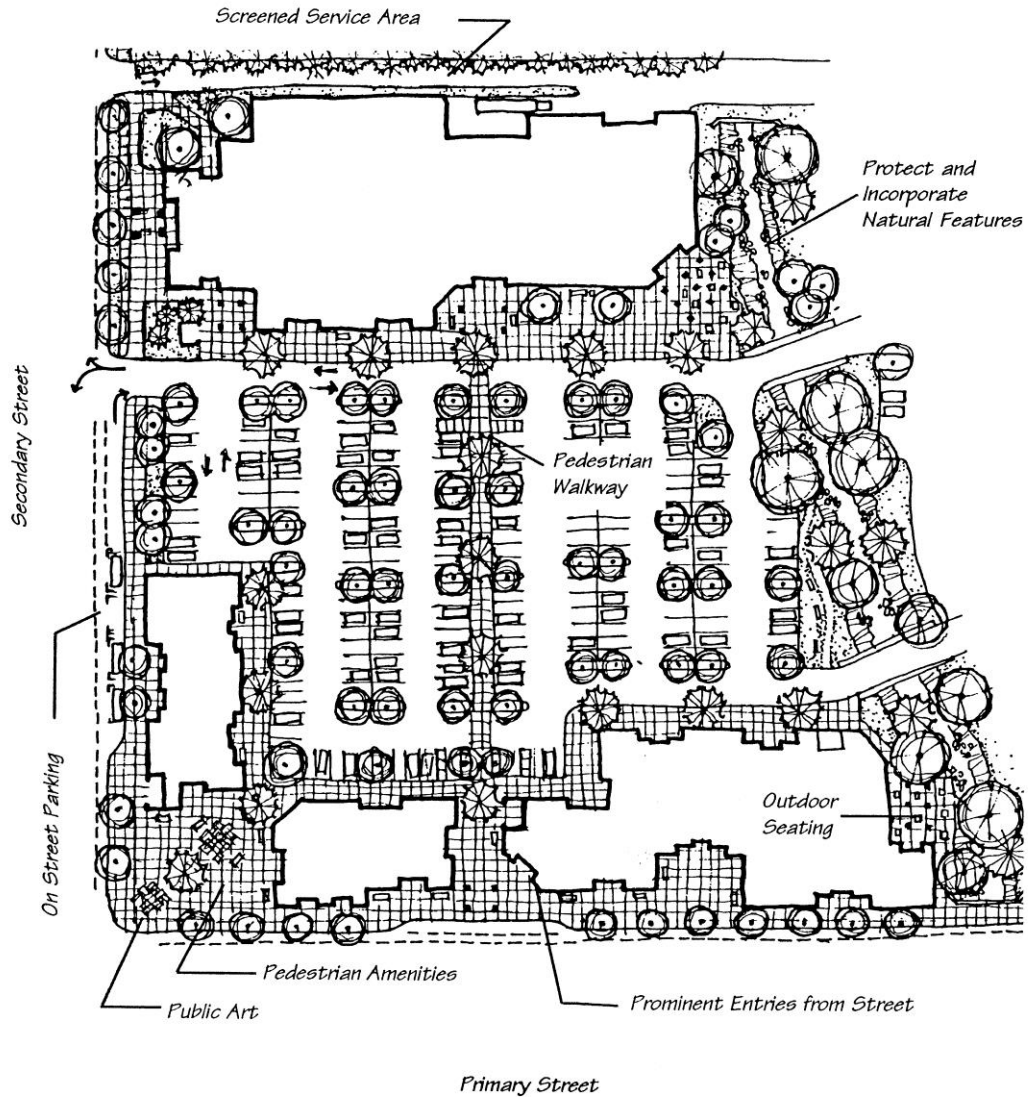 Screened Service Area
Protect and
Incorporate
Natural Features
Secondary Street
Pedestrian
Walkway
On Street Parking
Outdoor
Seating
Pedestrian Amenities
Public Art
Prominent Entries from Street
Primary Street